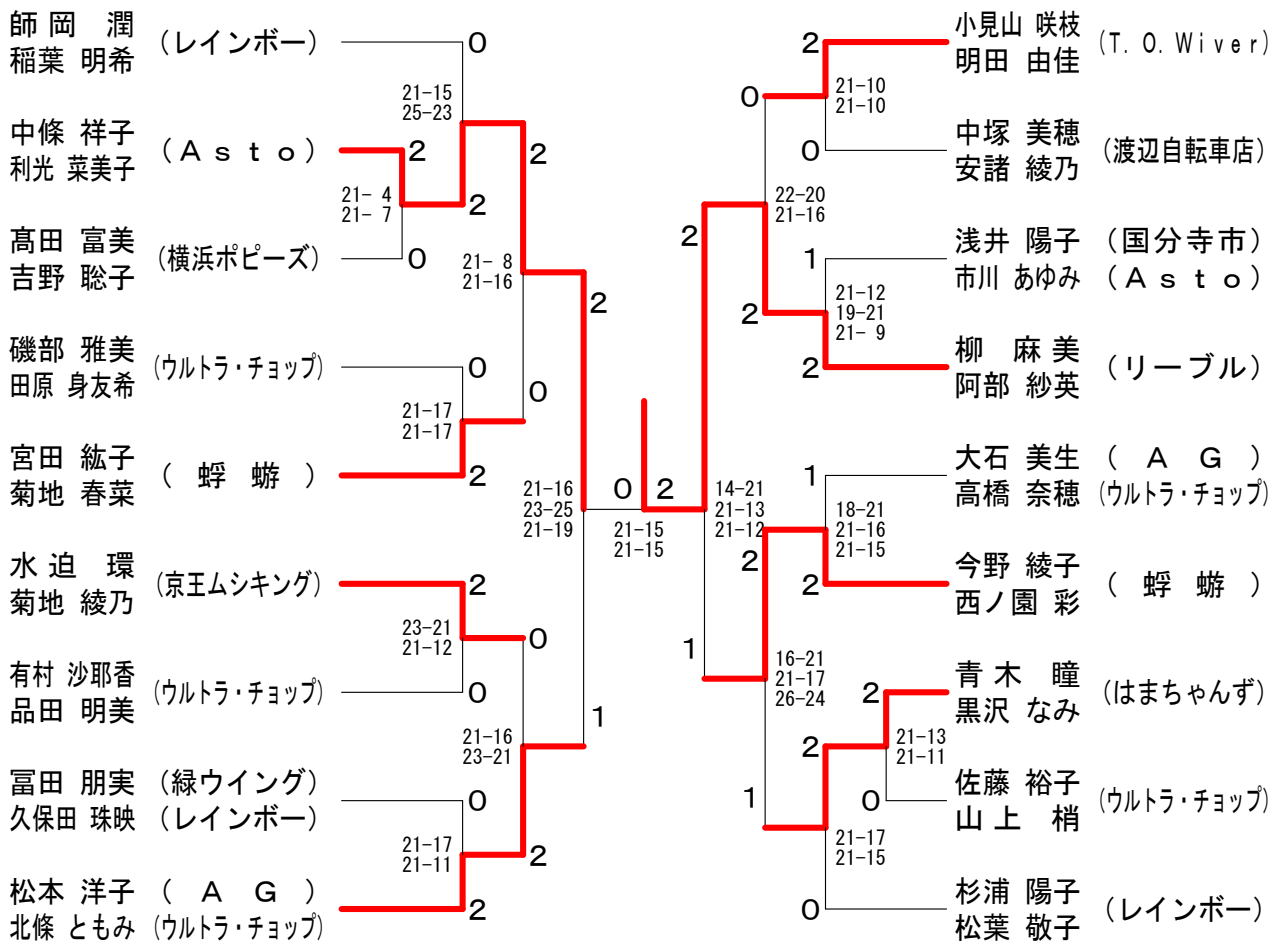 師岡 潤 (レインボー)
稲葉 明希
0
21-15
25-23
中條 祥子 (Asto)
利光 菜美子
2
2
21- 4
21- 7
2
髙田 富美 (横浜ポピーズ)
吉野 聡子
0
21- 8
21-16
2
磯部 雅美 (ウルトラ・チョップ)
田原 身友希
0
0
21-17
21-17
宮田 紘子 (蜉蝣)
菊地 春菜
2
21-16
23-25
21-19
0
2
21-15
21-15
水迫 環 (京王ムシキング)
菊地 綾乃
2
23-21
21-12
0
有村 沙耶香 (ウルトラ・チョップ)
品田 明美
0
1
21-16
23-21
冨田 朋実 (緑ウイング)
久保田 珠映 (レインボー)
0
21-17
21-11
2
松本 洋子 (AG)
北條 ともみ (ウルトラ・チョップ)
2
小見山 咲枝 (T.O.Wiver)
明田 由佳
2
0
21-10
21-10
中塚 美穂 (渡辺自転車店)
安諸 綾乃
0
22-20
21-16
2
浅井 陽子 (国分寺市)
市川 あゆみ (Asto)
1
21-12
19-21
21- 9
2
柳 麻美 (リーブル)
阿部 紗英
2
大石 美生 (AG)
高橋 奈穂 (ウルトラ・チョップ)
1
14-21
21-13
21-12
18-21
21-16
21-15
2
今野 綾子 (蜉蝣)
西ノ園 彩
2
1
16-21
21-17
26-24
青木 瞳 (はまちゃんず)
黒沢 なみ
2
21-13
21-11
2
佐藤 裕子 (ウルトラ・チョップ)
山上 梢
0
1
21-17
21-15
杉浦 陽子 (レインボー)
松葉 敬子
0